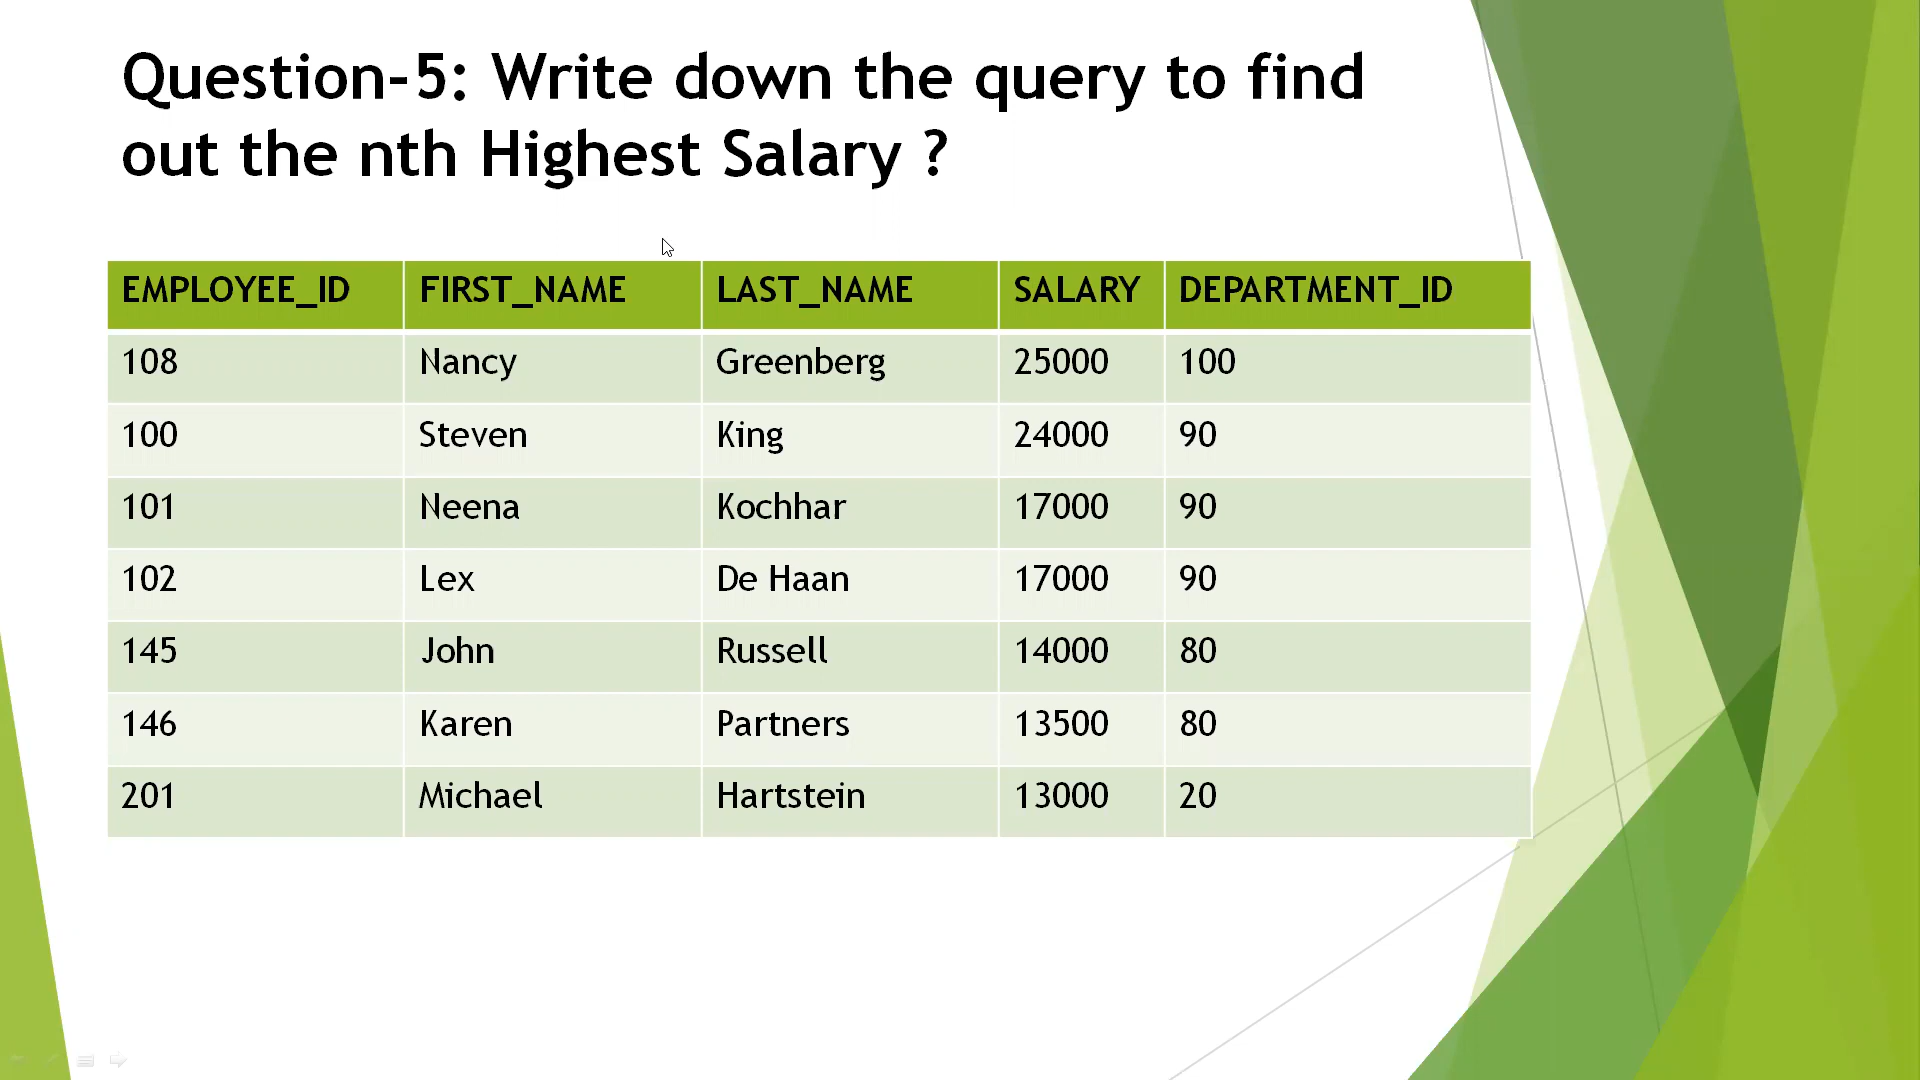 Question-5: Write down the query to find
out the nth Highest Salary ?
EMPLOYEE_ID FIRST_NAME LAST_NAME SALARY DEPARTMENT_ID
108 Nancy Greenberg 25000 100
100 Steven King 24000 90
101 Neena Kochhar 17000 90
102 Lex De Haan 17000 90
145 John Russell 14000 80
146 Karen Partners 13500 80
201 Michael Hartstein 13000 20